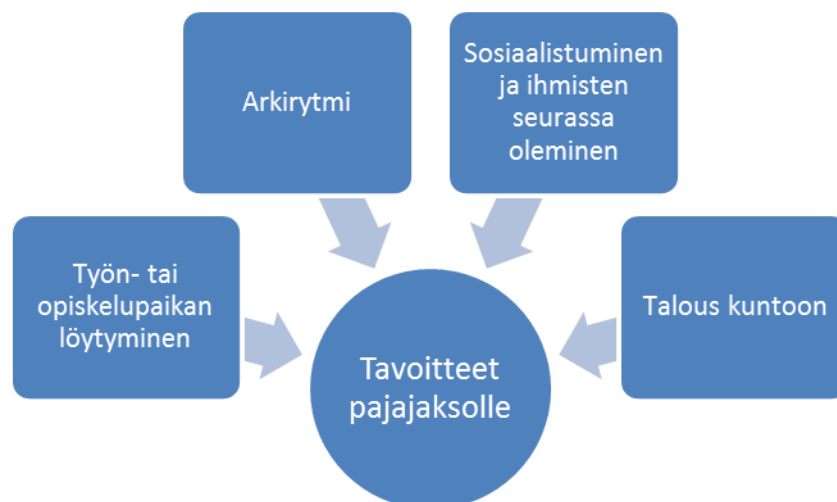 Arkirytmi
Sosiaalistuminen
ja ihmisten
seurassa
oleminen
Työn- tai
opiskelupaikan
löytyminen
Talous kuntoon
Tavoitteet
pajajaksolle